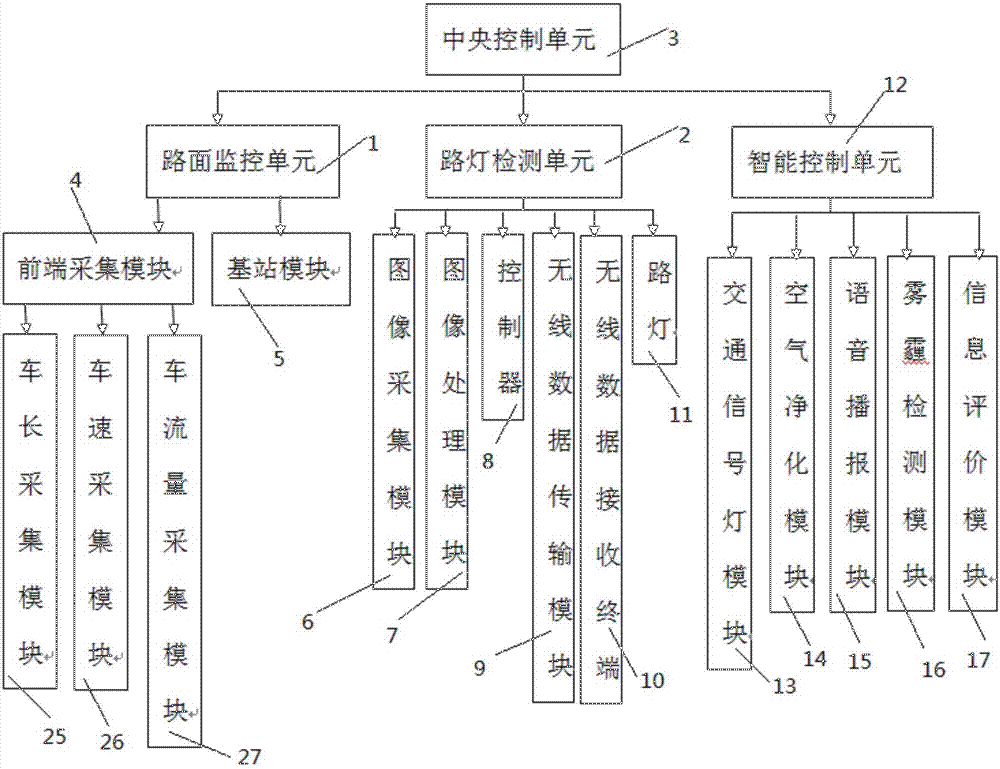 中央控制单元
3
路面监控单元
1
路灯检测单元
2
智能控制单元
12
4
前端采集模块
基站模块
5
车长采集模块
25
车速采集模块
26
车流量采集模块
27
图像采集模块
6
图像处理模块
7
控制器
8
无线数据传输模块
9
无线数据接收终端
10
路灯
11
交通信号灯模块
13
空气净化模块
14
语音播报模块
15
雾霾检测模块
16
信息评价模块
17